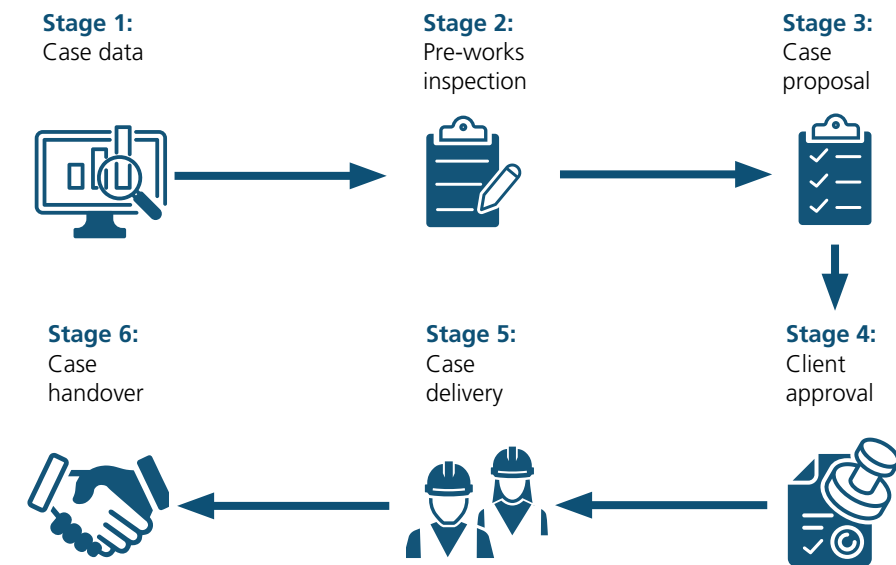 Stage 1:
Case data
Stage 2:
Pre-works
inspection
Stage 3:
Case
proposal
Stage 4:
Client
approval
Stage 5:
Case
delivery
Stage 6:
Case
handover